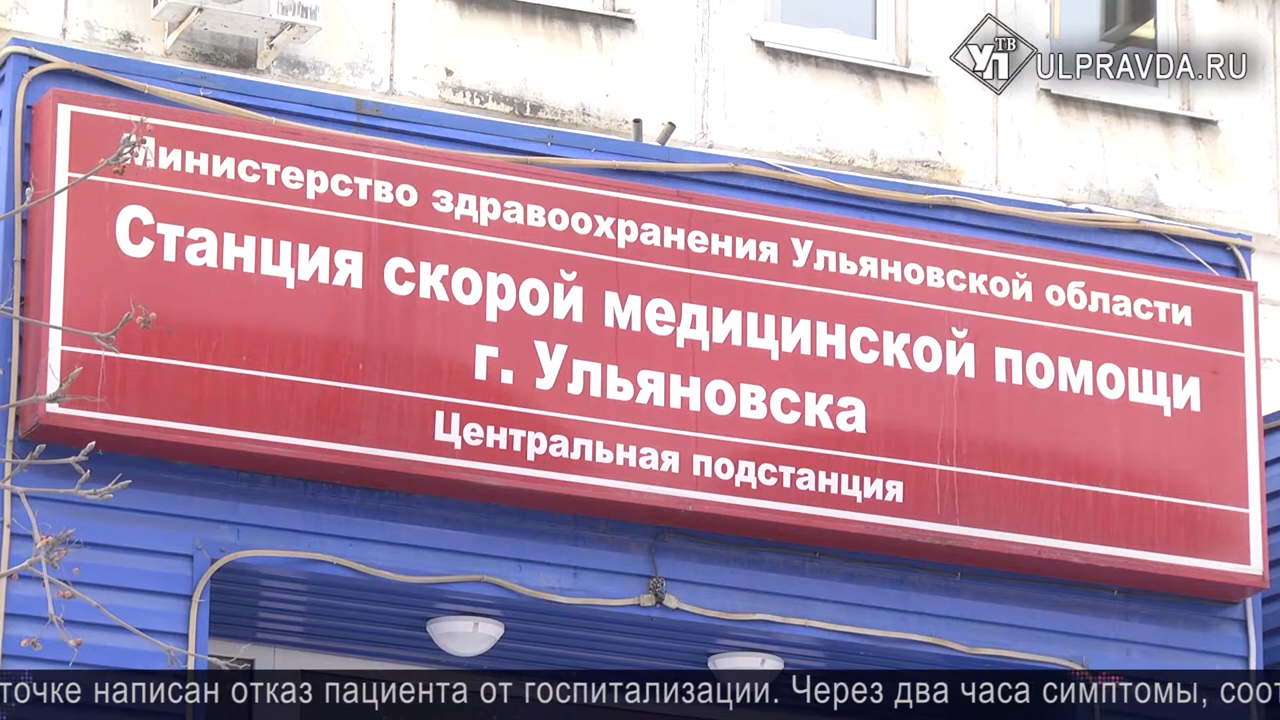 УП ТВ ULPRAVDA.RU
Министерство здравоохранения Ульяновской области
Станция скорой медицинской помощи
г. Ульяновска
Центральная подстанция
точке написан отказ пациента от госпитализации. Через два часа симптомы, соот